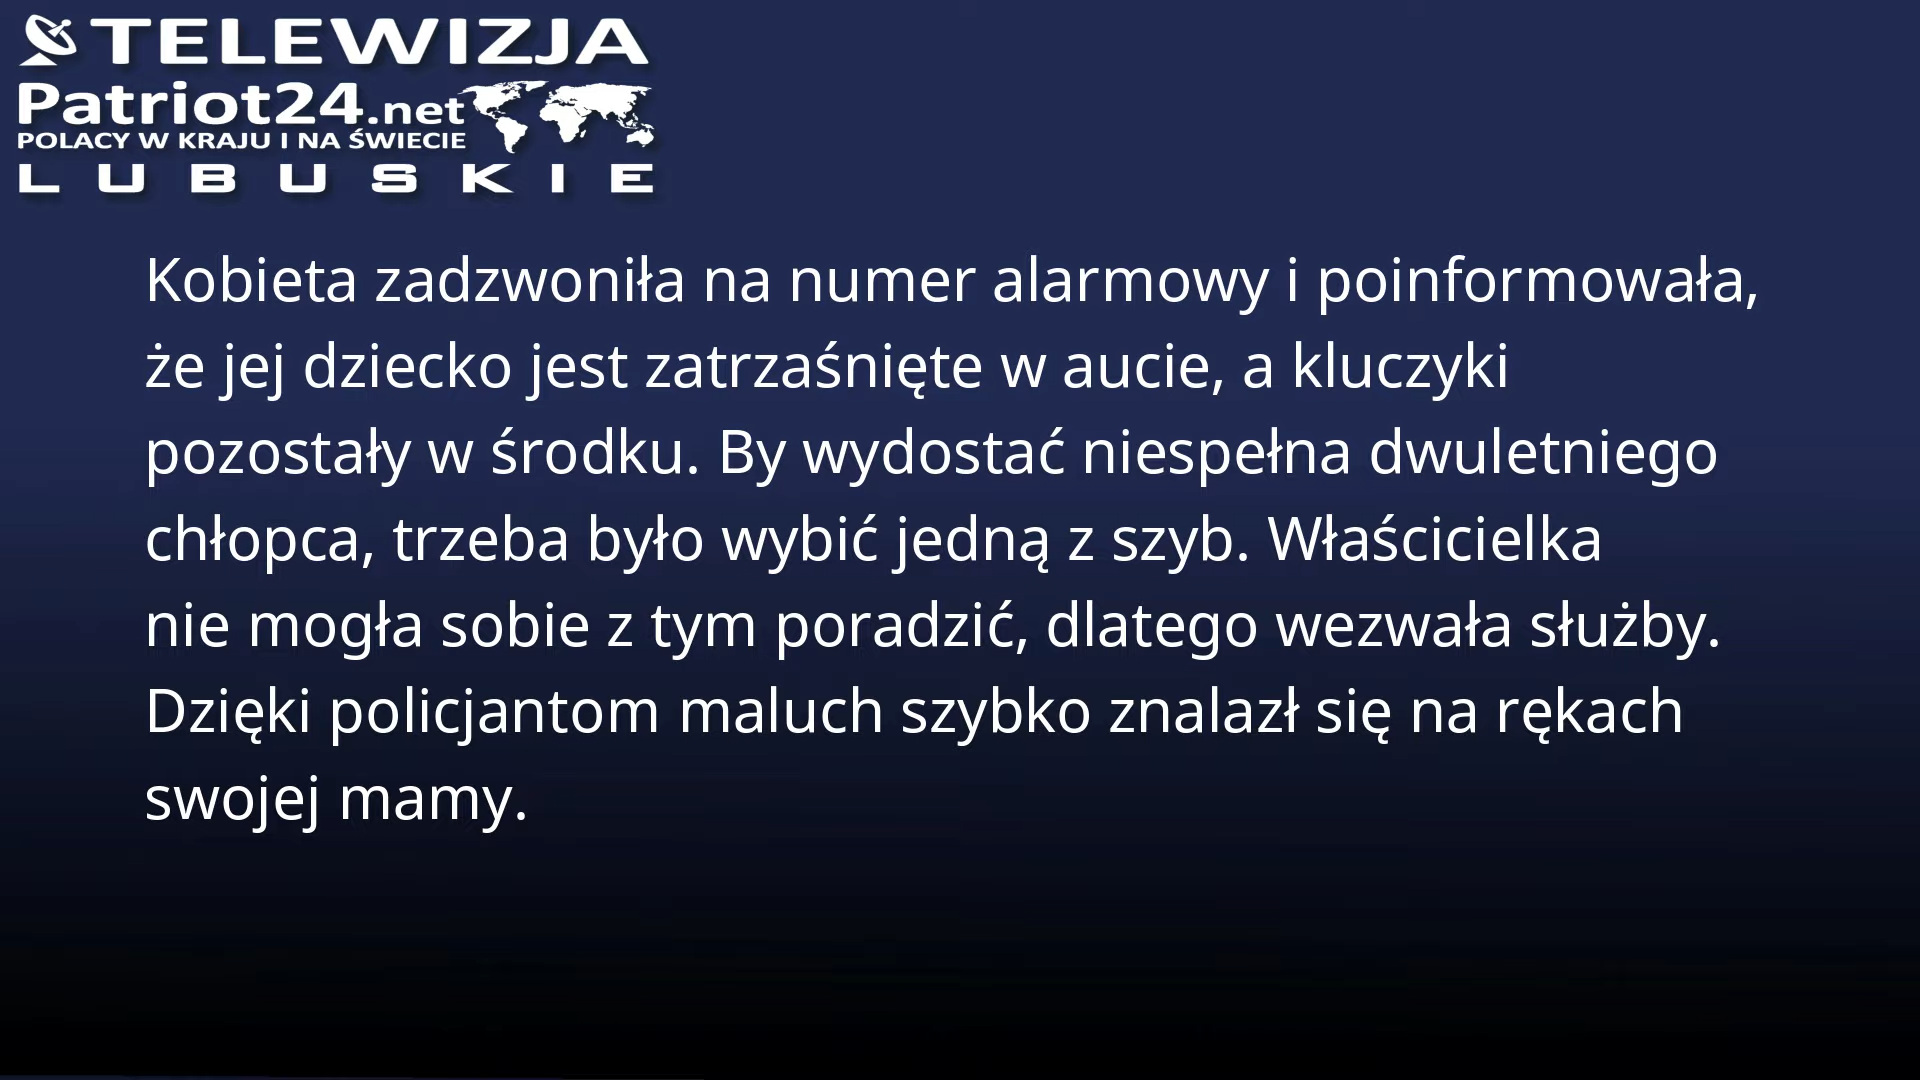 TELEWIZJA
Patriot24.net
POLACY W KRAJU I NA ŚWIECIE
LUBUSKIE
Kobieta zadzwoniła na numer alarmowy i poinformowała,
że jej dziecko jest zatrzaśnięte w aucie, a kluczyki
pozostały w środku. By wydostać niespełna dwuletniego
chłopca, trzeba było wybić jedną z szyb. Właścicielka
nie mogła sobie z tym poradzić, dlatego wezwała służby.
Dzięki policjantom maluch szybko znalazł się na rękach
swojej mamy.